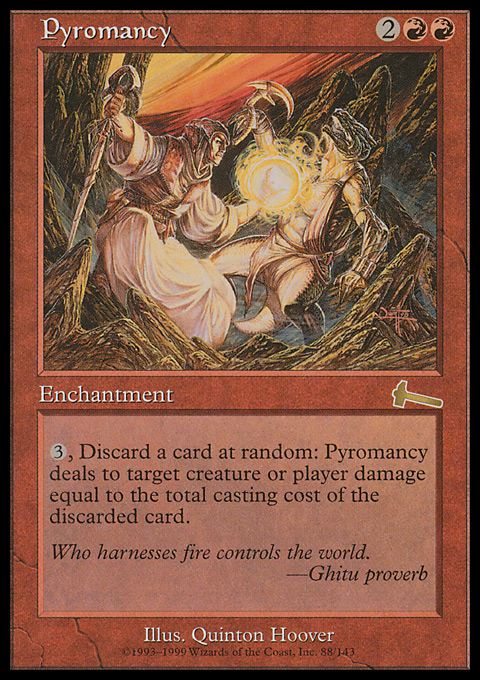 Pyromancy 2
Enchantment
3, Discard a card at random: Pyromancy
deals to target creature or player damage
equal to the total casting cost of the
discarded card.
Who harnesses fire controls the world.
—Ghitu proverb
Illus. Quinton Hoover
©1993–1999 Wizards of the Coast, Inc. 88/143